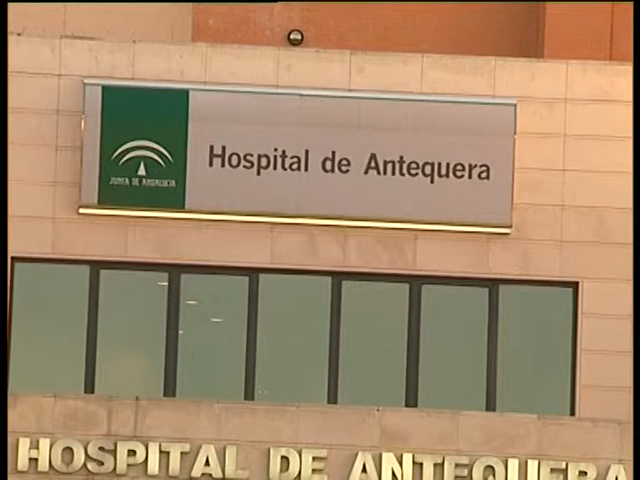 Hospital de Antequera
JUNTA DE ANDALUCIA
HOSPITAL DE ANTEQUERA